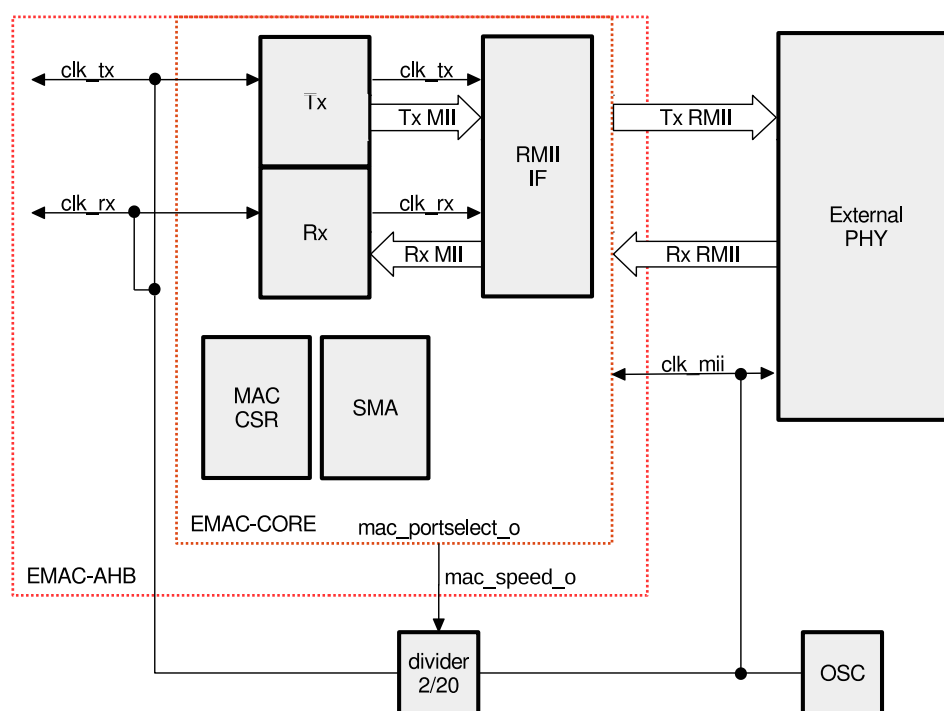 clk_tx
Tx
clk_tx
Tx MII
RMII
IF
Tx RMII
clk_rx
Rx
clk_rx
Rx MII
Rx RMII
External
PHY
clk_mii
MAC
CSR
SMA
EMAC-CORE
mac_portselect_o
EMAC-AHB
mac_speed_o
divider
2/20
OSC